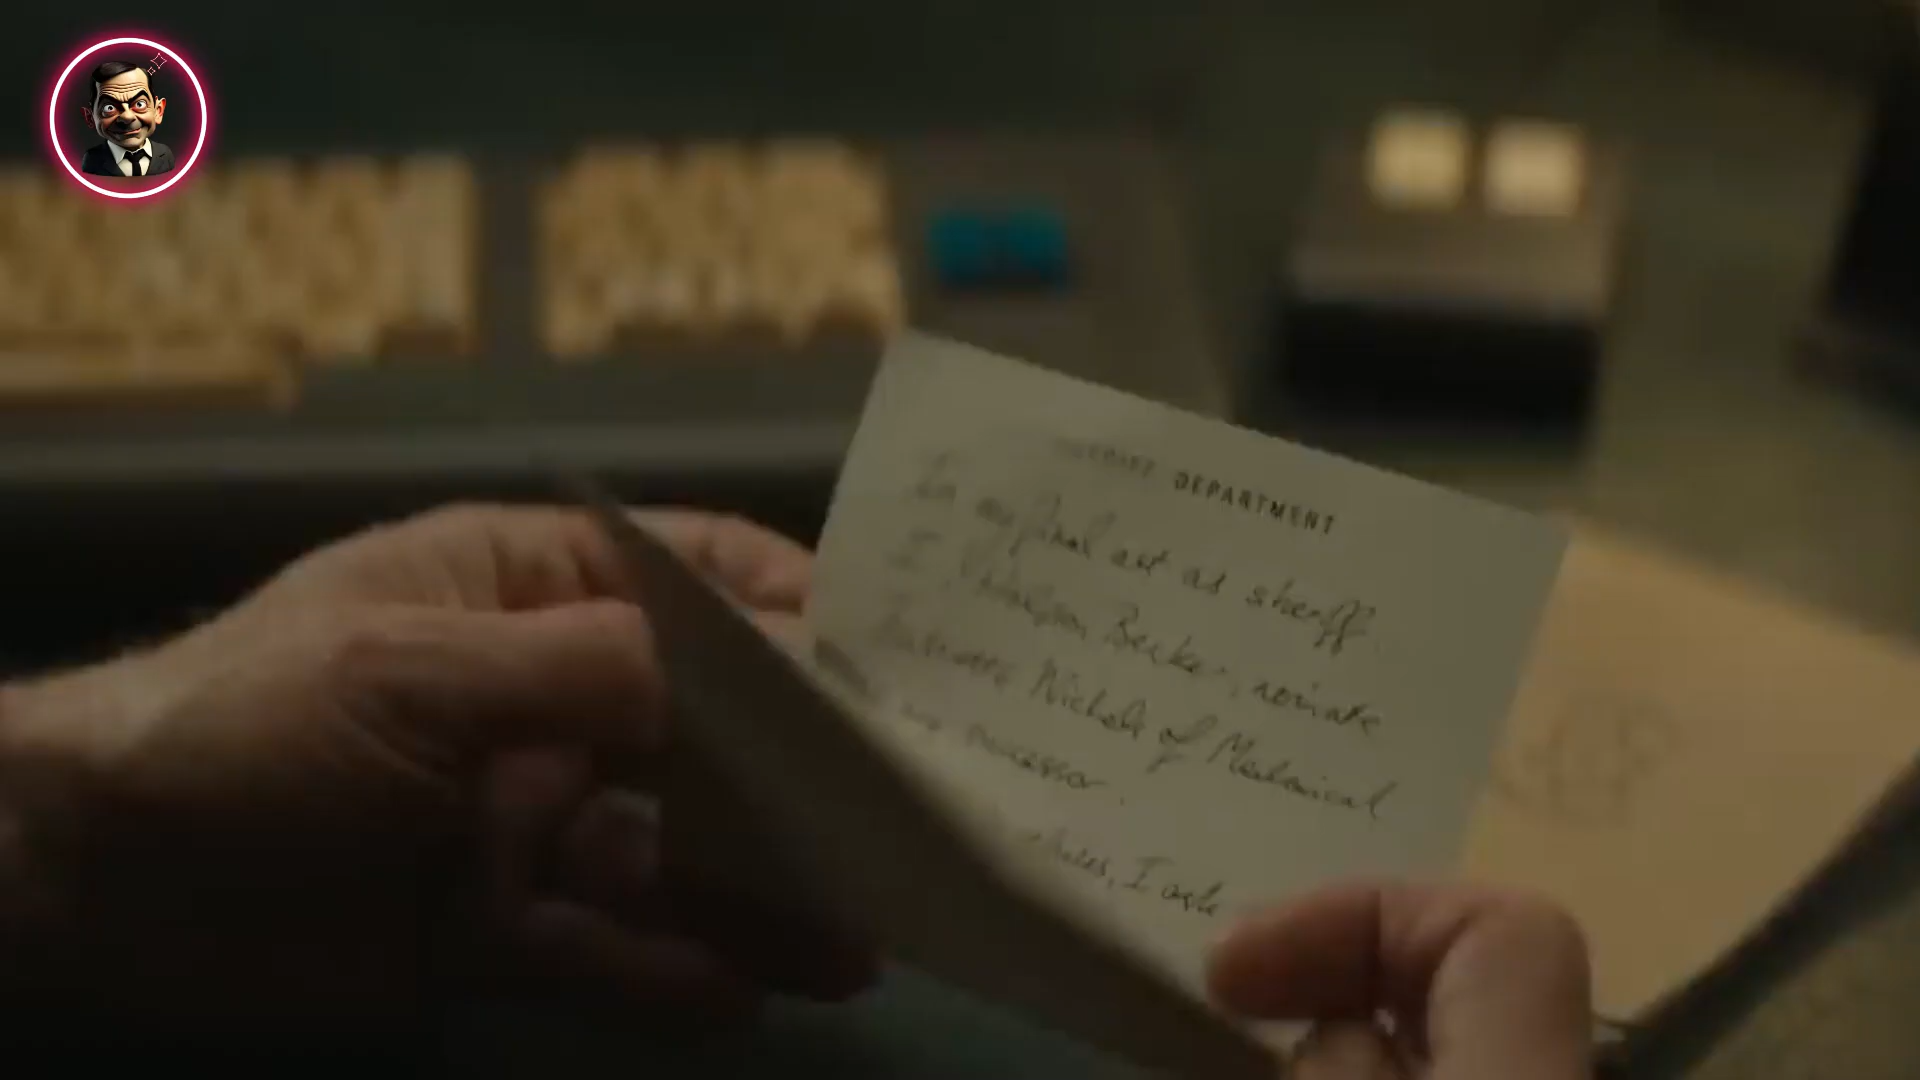 DEPARTMENT
In my final act as sheriff,
I, Holston Becker, nominate
Nichols of Mechanical
my successor.
I ask